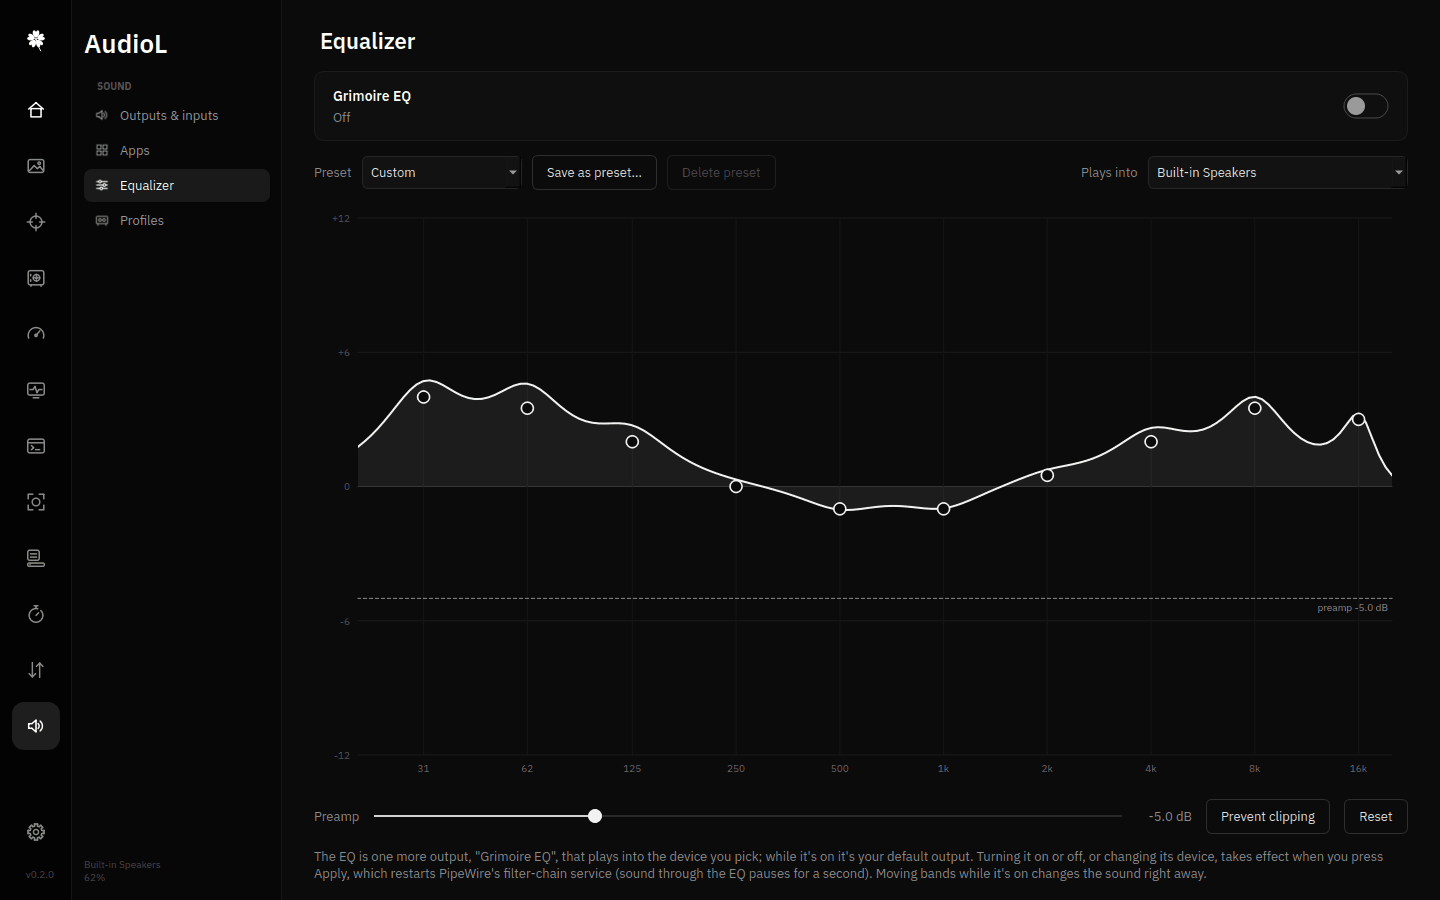 AudioL
SOUND
Outputs & inputs
Apps
Equalizer
Profiles
Built-in Speakers
62%
v0.2.0
Equalizer
Grimoire EQ
Off
Preset
Custom
Save as preset...
Delete preset
Plays into
Built-in Speakers
+12
+6
0
preamp -5.0 dB
-6
-12
31 62 125 250 500 1k 2k 4k 8k 16k
Preamp
-5.0 dB
Prevent clipping
Reset
The EQ is one more output, "Grimoire EQ", that plays into the device you pick; while it's on it's your default output. Turning it on or off, or changing its device, takes effect when you press
Apply, which restarts PipeWire's filter-chain service (sound through the EQ pauses for a second). Moving bands while it's on changes the sound right away.